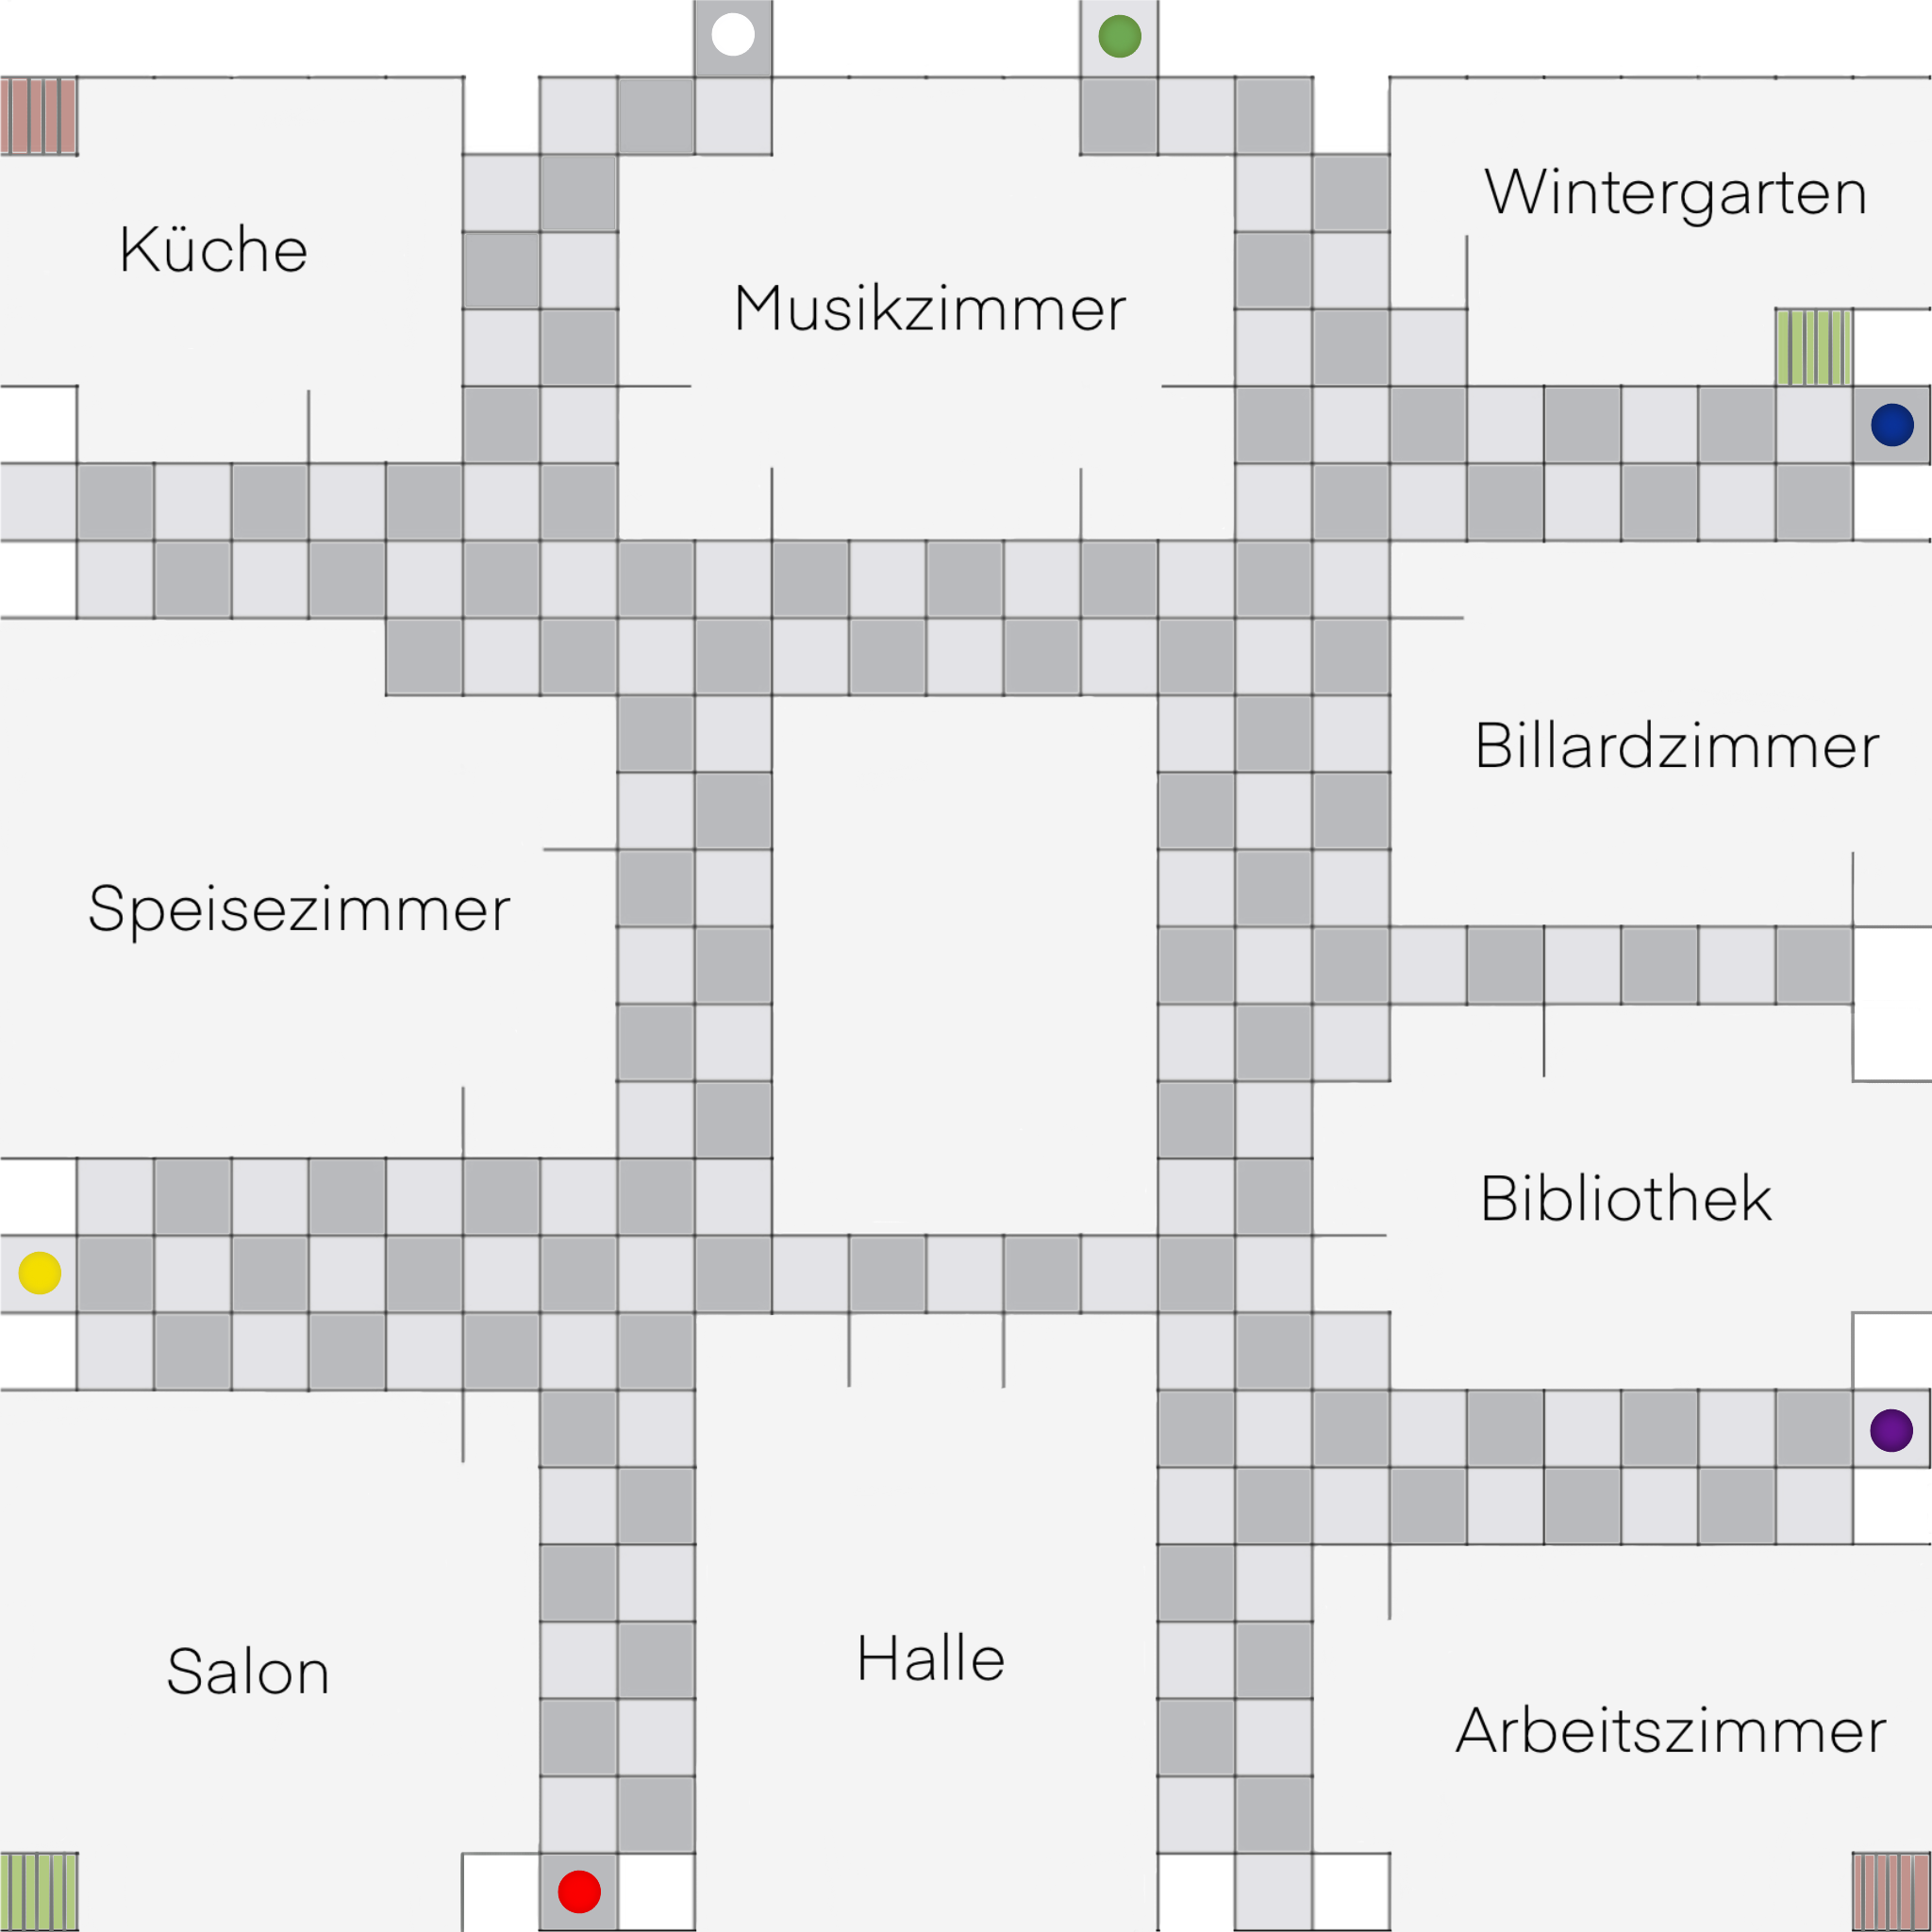 Wintergarten
Küche
Musikzimmer
Billardzimmer
Speisezimmer
Bibliothek
Halle
Salon
Arbeitszimmer